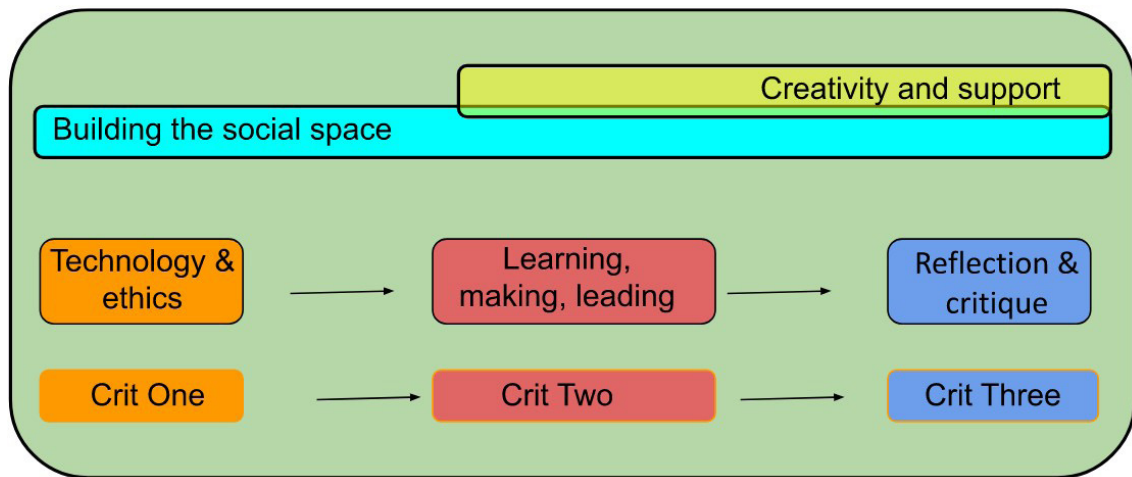 Creativity and support
Building the social space
Technology &
ethics
Learning,
making, leading
Reflection &
critique
Crit One
Crit Two
Crit Three